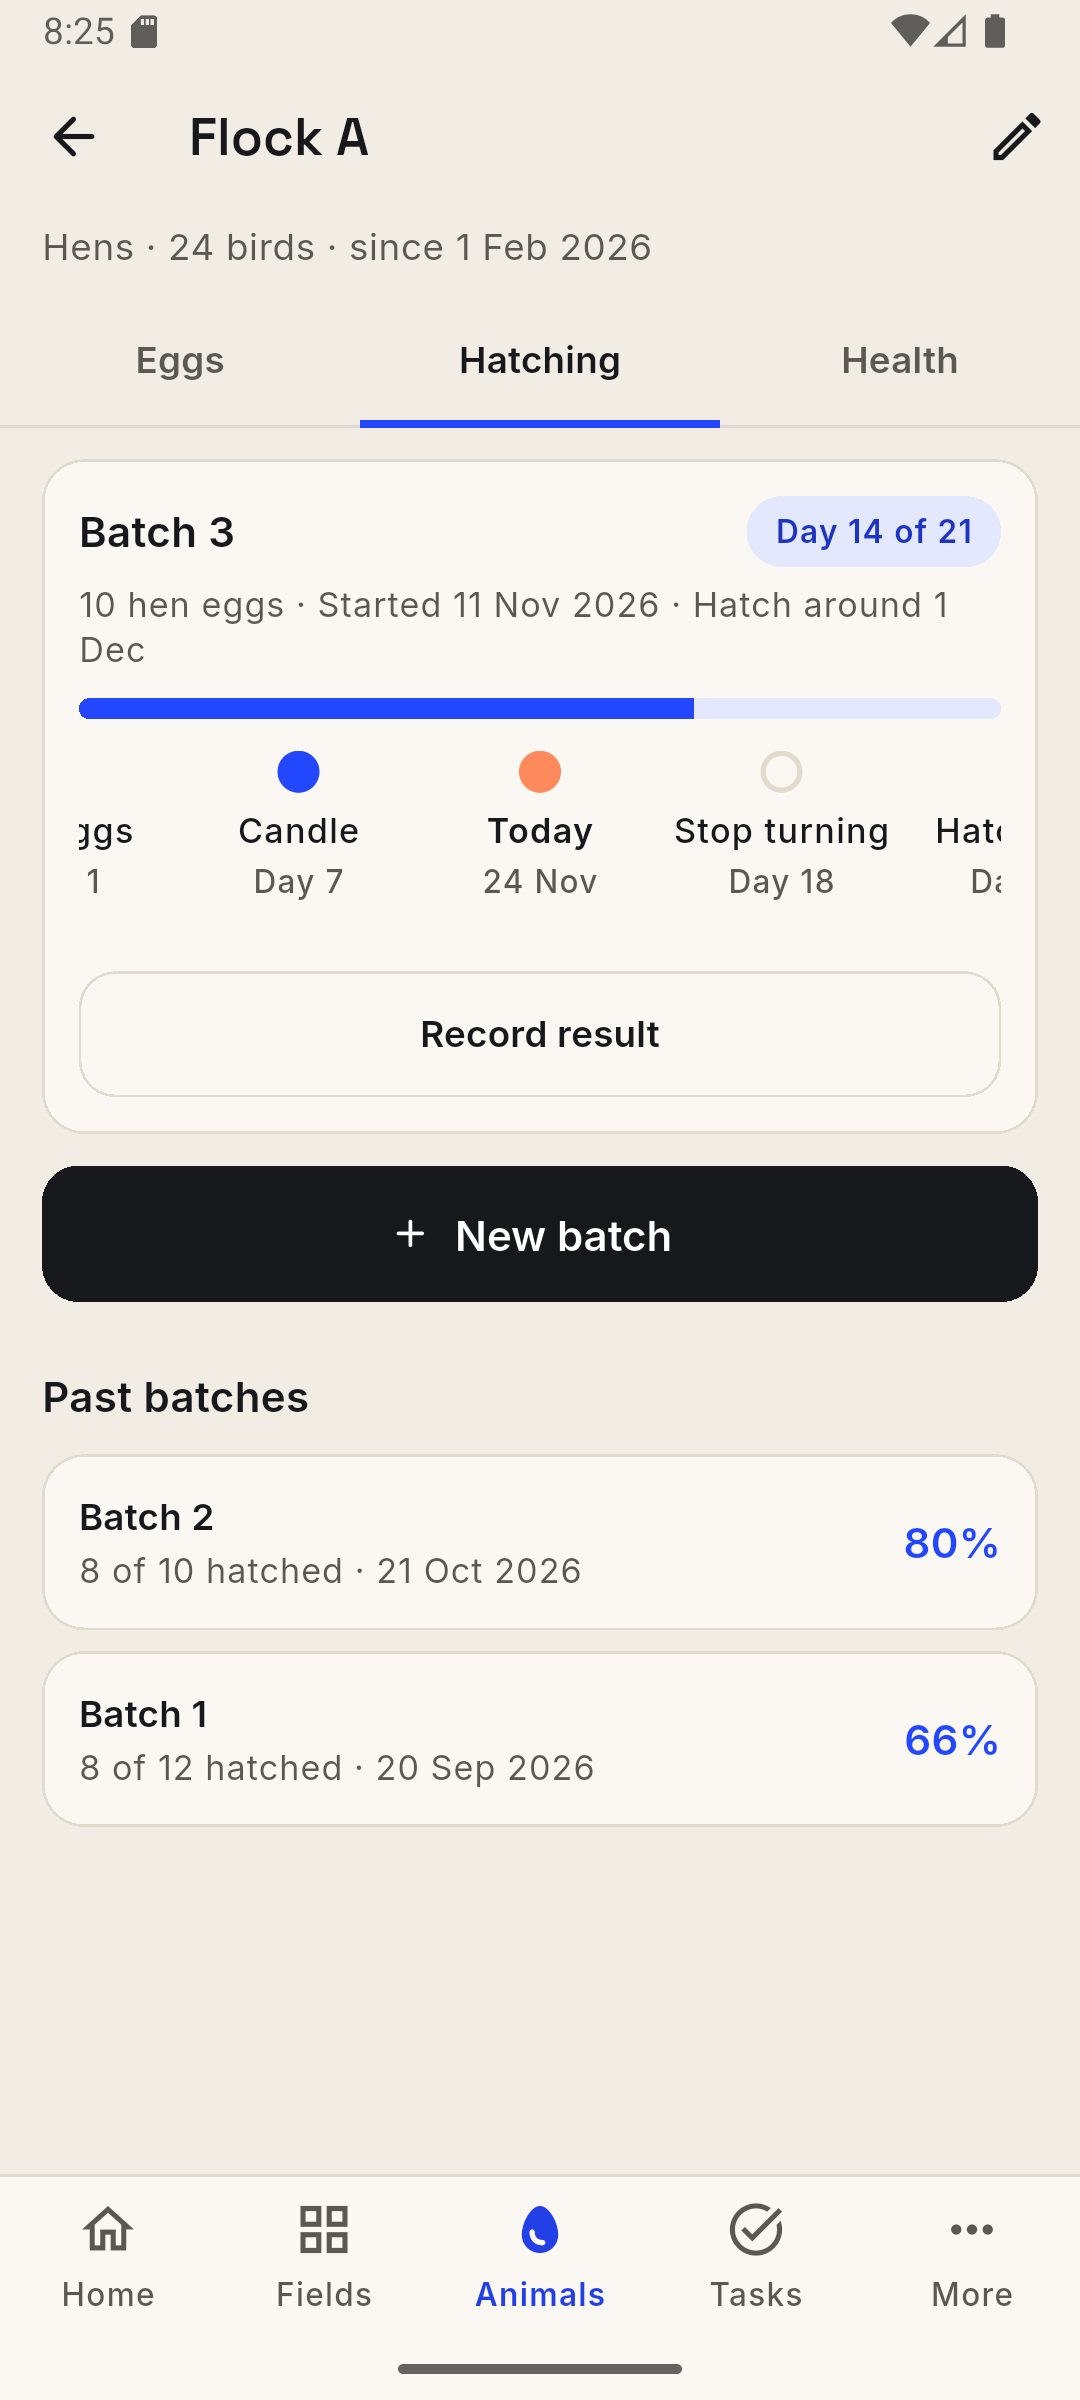 8:25
Flock A
Hens · 24 birds · since 1 Feb 2026
Eggs Hatching Health
Batch 3 Day 14 of 21
10 hen eggs · Started 11 Nov 2026 · Hatch around 1
Dec
Candle Today Stop turning
1 Day 7 24 Nov Day 18
Record result
+ New batch
Past batches
Batch 2
8 of 10 hatched · 21 Oct 2026
80%
Batch 1
8 of 12 hatched · 20 Sep 2026
66%
Home Fields Animals Tasks More